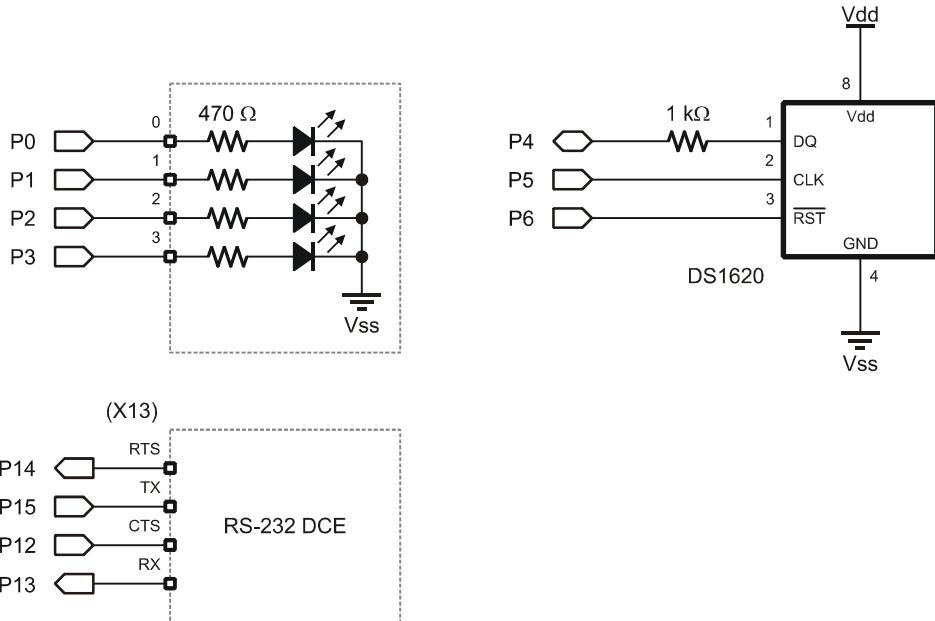 470 Ω
P0
0
P1
1
P2
2
P3
3
Vss
Vdd
8
Vdd
1 kΩ
P4
1
DQ
P5
2
CLK
P6
3
RST
GND
DS1620
4
Vss
(X13)
P14
RTS
P15
TX
P12
CTS
P13
RX
RS-232 DCE